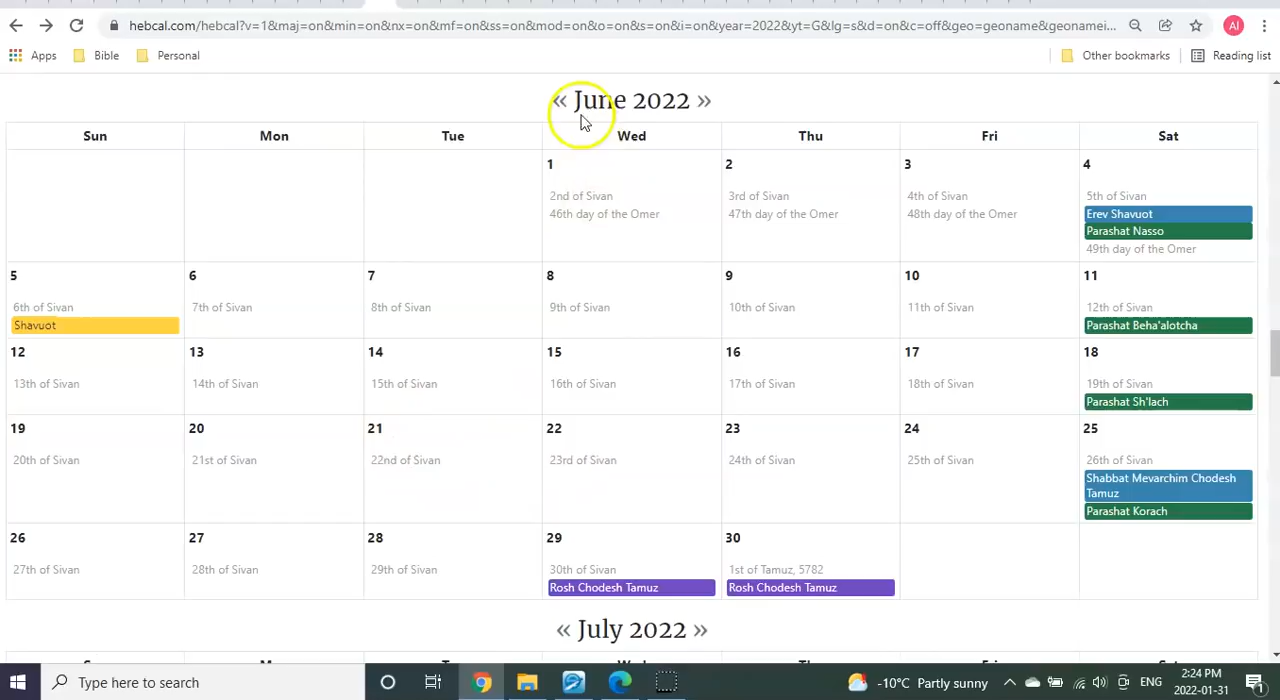 hebcal.com/hebcal?v=1&maj=on&min=on&nx=on&mf=on&ss=on&mod=on&o=on&s=on&i=on&year=2022&yt=G&lg=s&d=on&c=off&geo=geoname&geonamei...
AI
Apps Bible Personal Other bookmarks Reading list
« June 2022 »
Sun Mon Tue Wed Thu Fri Sat
1 2 3 4
2nd of Sivan 3rd of Sivan 4th of Sivan 5th of Sivan
46th day of the Omer 47th day of the Omer 48th day of the Omer Erev Shavuot
Parashat Nasso
49th day of the Omer
5 6 7 8 9 10 11
6th of Sivan 7th of Sivan 8th of Sivan 9th of Sivan 10th of Sivan 11th of Sivan 12th of Sivan
Shavuot Parashat Beha'alotcha
12 13 14 15 16 17 18
13th of Sivan 14th of Sivan 15th of Sivan 16th of Sivan 17th of Sivan 18th of Sivan 19th of Sivan
Parashat Sh'lach
19 20 21 22 23 24 25
20th of Sivan 21st of Sivan 22nd of Sivan 23rd of Sivan 24th of Sivan 25th of Sivan 26th of Sivan
Shabbat Mevarchim Chodesh
Tamuz
Parashat Korach
26 27 28 29 30
27th of Sivan 28th of Sivan 29th of Sivan 30th of Sivan 1st of Tamuz, 5782
Rosh Chodesh Tamuz Rosh Chodesh Tamuz
« July 2022 »
Type here to search -10°C Partly sunny ENG 2:24 PM
2022-01-31
1